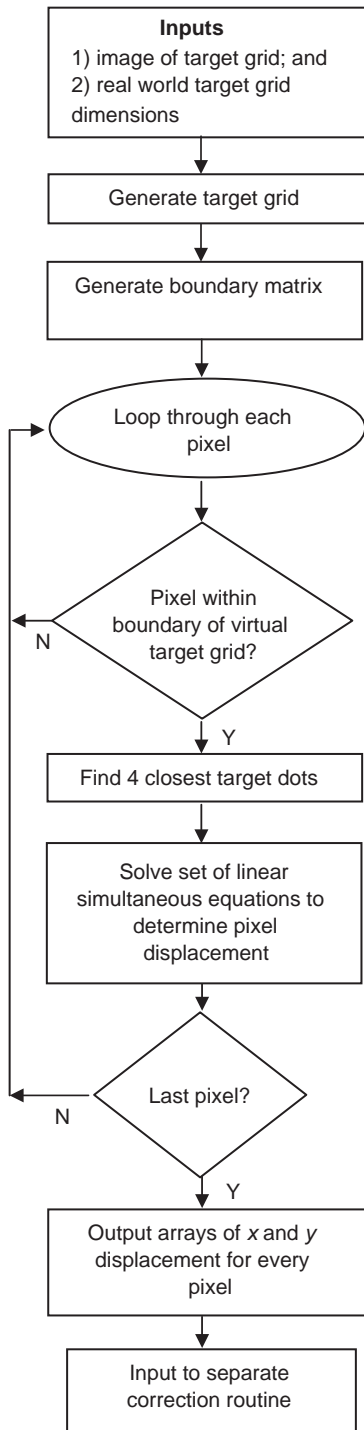 Inputs
1) image of target grid; and
2) real world target grid
dimensions
Generate target grid
Generate boundary matrix
Loop through each
pixel
Pixel within
boundary of virtual
target grid?
N
Y
Find 4 closest target dots
Solve set of linear
simultaneous equations to
determine pixel
displacement
Last pixel?
N
Y
Output arrays of x and y
displacement for every
pixel
Input to separate
correction routine